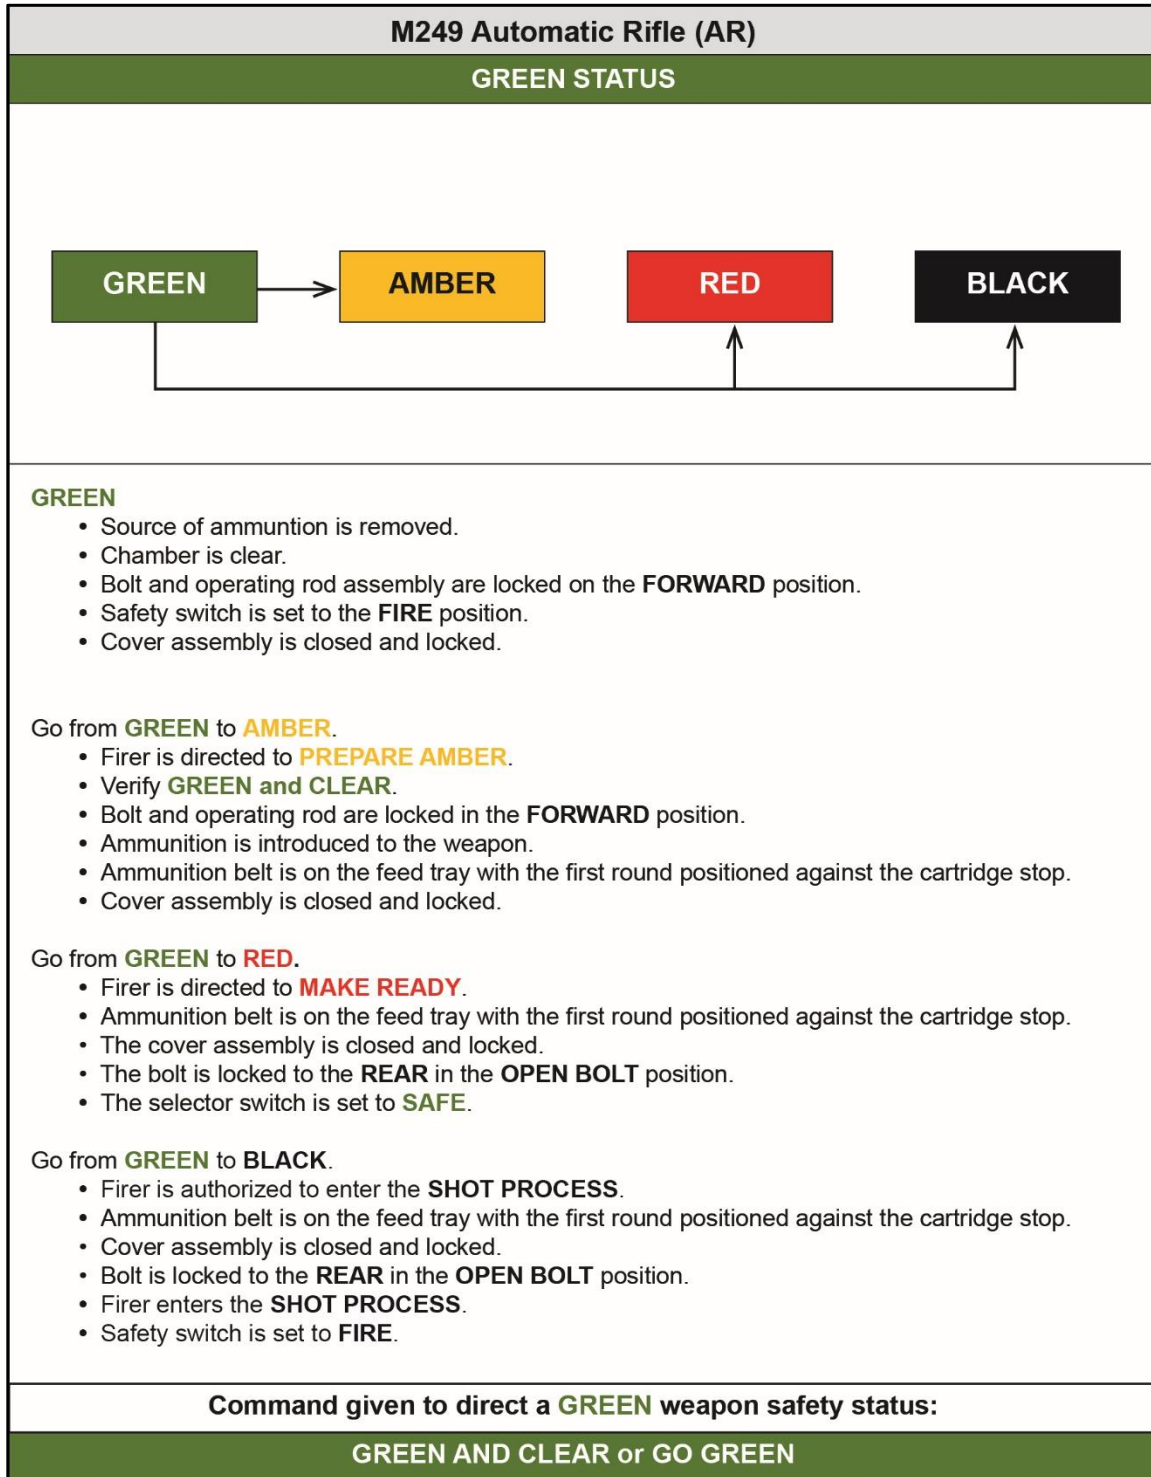 M249 Automatic Rifle (AR)
GREEN STATUS
GREEN
AMBER
RED
BLACK
GREEN
• Source of ammuntion is removed.
• Chamber is clear.
• Bolt and operating rod assembly are locked on the FORWARD position.
• Safety switch is set to the FIRE position.
• Cover assembly is closed and locked.
Go from GREEN to AMBER.
• Firer is directed to PREPARE AMBER.
• Verify GREEN and CLEAR.
• Bolt and operating rod are locked in the FORWARD position.
• Ammunition is introduced to the weapon.
• Ammunition belt is on the feed tray with the first round positioned against the cartridge stop.
• Cover assembly is closed and locked.
Go from GREEN to RED.
• Firer is directed to MAKE READY.
• Ammunition belt is on the feed tray with the first round positioned against the cartridge stop.
• The cover assembly is closed and locked.
• The bolt is locked to the REAR in the OPEN BOLT position.
• The selector switch is set to SAFE.
Go from GREEN to BLACK.
• Firer is authorized to enter the SHOT PROCESS.
• Ammunition belt is on the feed tray with the first round positioned against the cartridge stop.
• Cover assembly is closed and locked.
• Bolt is locked to the REAR in the OPEN BOLT position.
• Firer enters the SHOT PROCESS.
• Safety switch is set to FIRE.
Command given to direct a GREEN weapon safety status:
GREEN AND CLEAR or GO GREEN